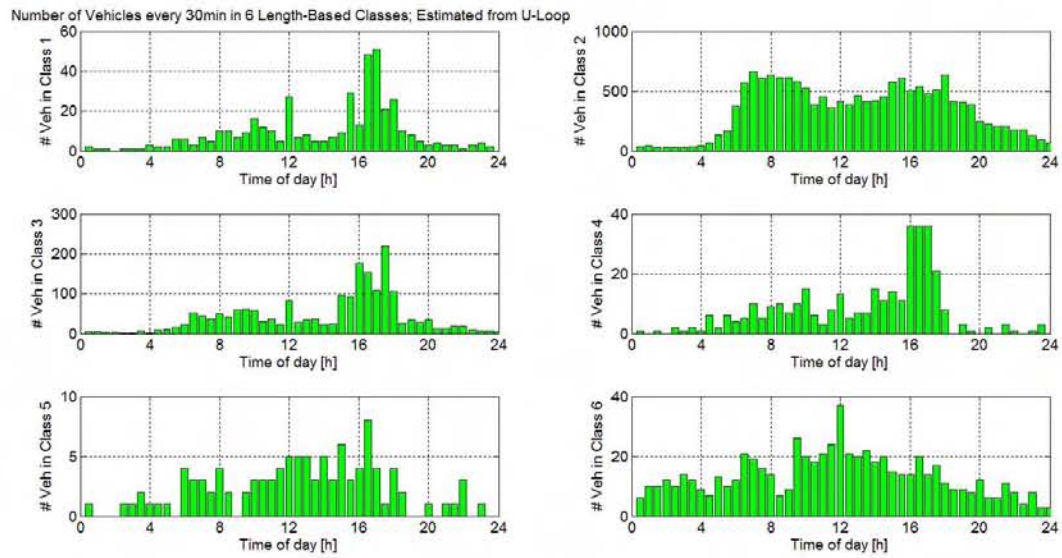 Number of Vehicles every 30min in 6 Length-Based Classes; Estimated from U-Loop
# Veh in Class 1
60
40
20
0
0 4 8 12 16 20 24
Time of day [h]
# Veh in Class 2
1000
500
0
0 4 8 12 16 20 24
Time of day [h]
# Veh in Class 3
300
200
100
0
0 4 8 12 16 20 24
Time of day [h]
# Veh in Class 4
40
20
0
0 4 8 12 16 20 24
Time of day [h]
# Veh in Class 5
10
5
0
0 4 8 12 16 20 24
Time of day [h]
# Veh in Class 6
40
20
0
0 4 8 12 16 20 24
Time of day [h]